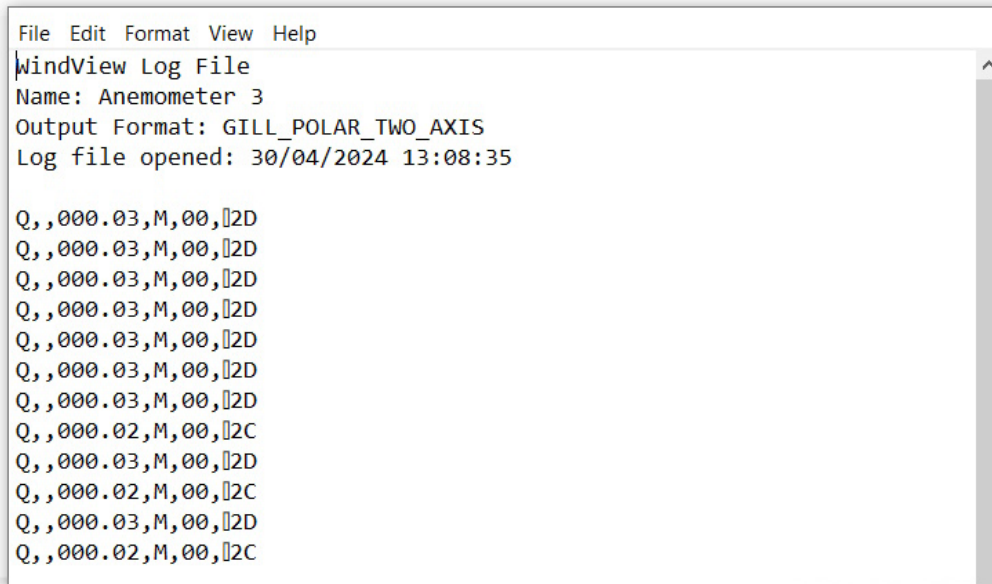 File Edit Format View Help
WindView Log File
Name: Anemometer 3
Output Format: GILL_POLAR_TWO_AXIS
Log file opened: 30/04/2024 13:08:35
Q,,000.03,M,00,▯2D
Q,,000.03,M,00,▯2D
Q,,000.03,M,00,▯2D
Q,,000.03,M,00,▯2D
Q,,000.03,M,00,▯2D
Q,,000.03,M,00,▯2D
Q,,000.03,M,00,▯2D
Q,,000.02,M,00,▯2C
Q,,000.03,M,00,▯2D
Q,,000.02,M,00,▯2C
Q,,000.03,M,00,▯2D
Q,,000.02,M,00,▯2C